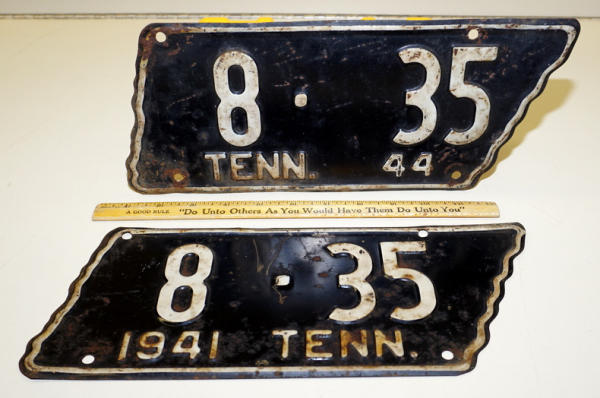 8 · 35
TENN. 44
A GOOD RULE "Do Unto Others As You Would Have Them Do Unto You"
8 · 35
1941 TENN.